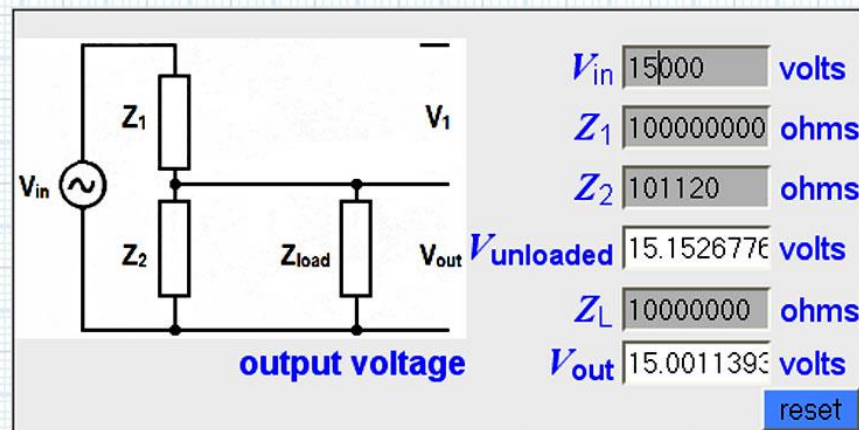 Z1
Vin
Z2
Zload
V1
Vout
output voltage
Vin 15000 volts
Z1 100000000 ohms
Z2 101120 ohms
Vunloaded 15.1526776 volts
ZL 10000000 ohms
Vout 15.0011393 volts
reset